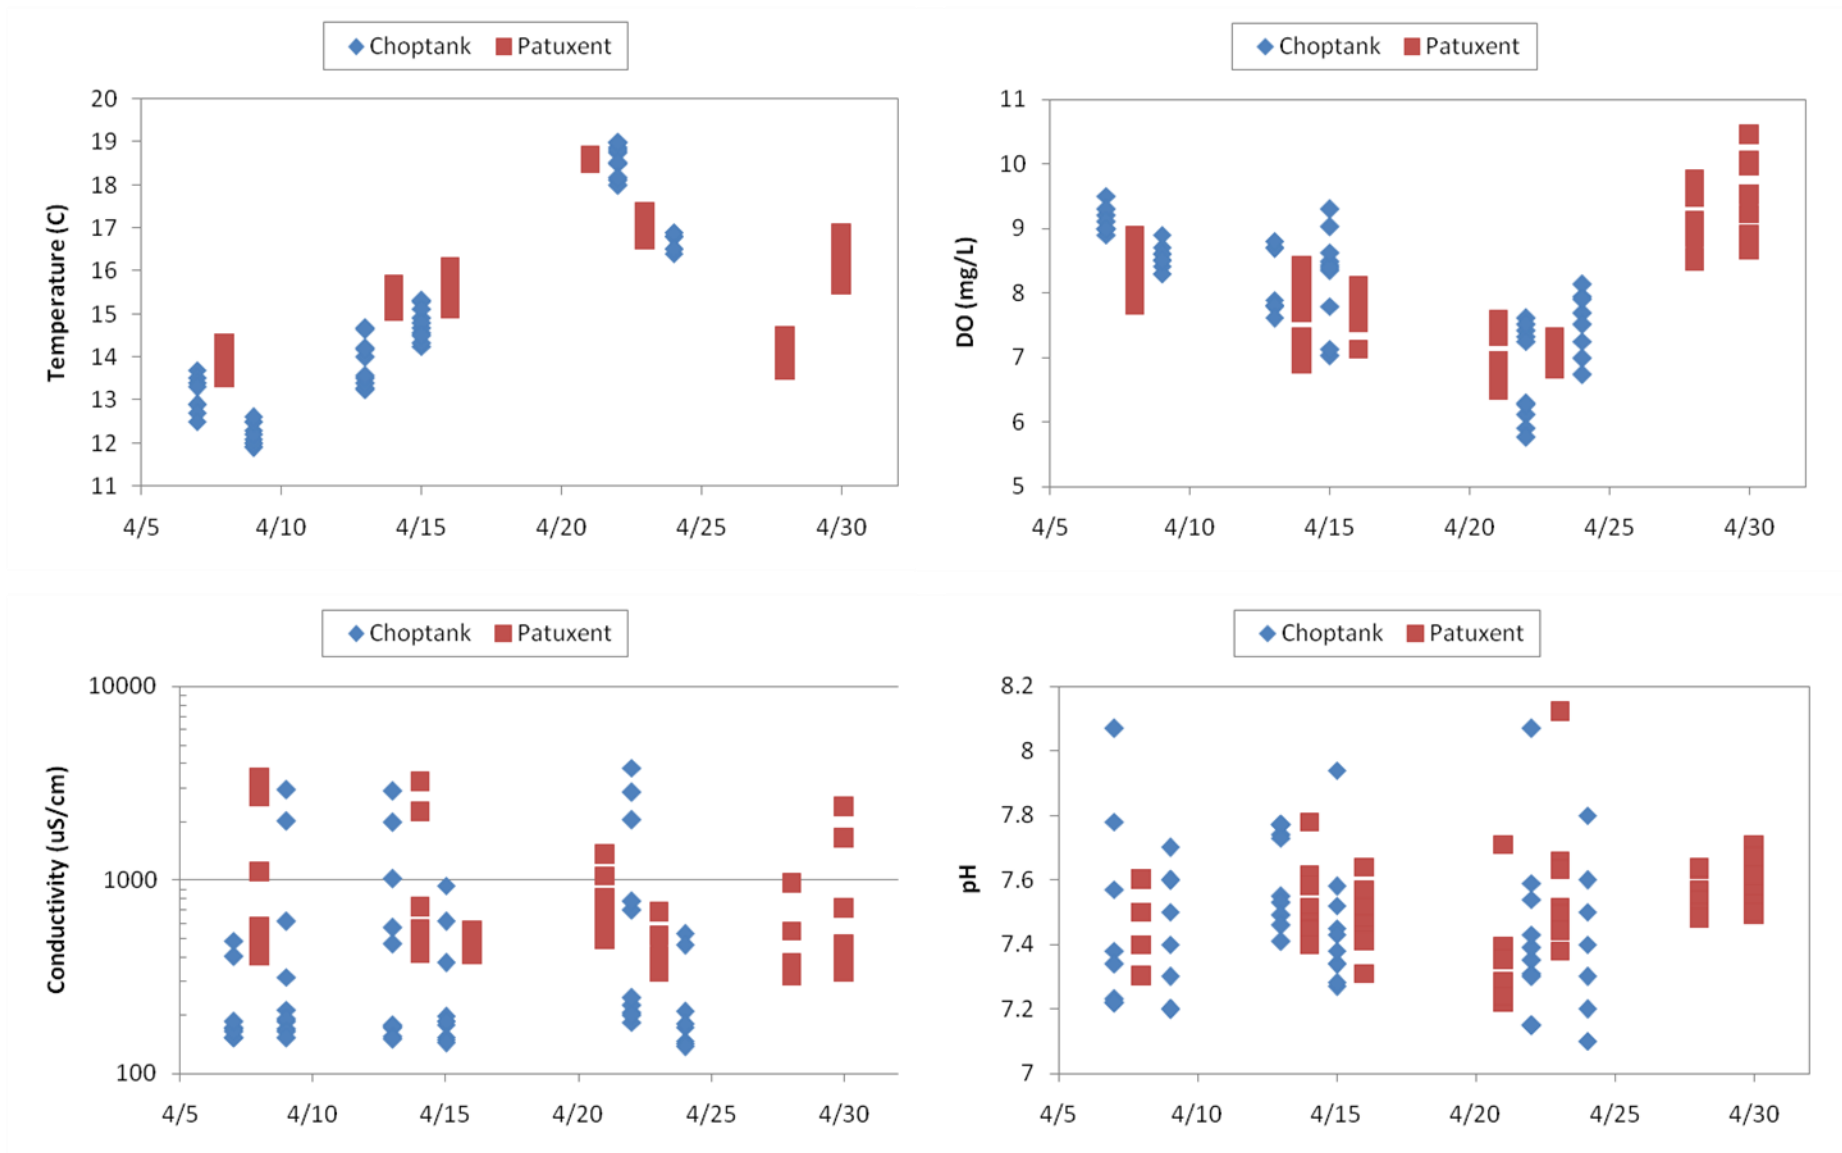 Choptank Patuxent
Temperature (C)
20
19
18
17
16
15
14
13
12
11
4/5 4/10 4/15 4/20 4/25 4/30
Choptank Patuxent
DO (mg/L)
11
10
9
8
7
6
5
4/5 4/10 4/15 4/20 4/25 4/30
Choptank Patuxent
Conductivity (uS/cm)
10000
1000
100
4/5 4/10 4/15 4/20 4/25 4/30
Choptank Patuxent
pH
8.2
8
7.8
7.6
7.4
7.2
7
4/5 4/10 4/15 4/20 4/25 4/30